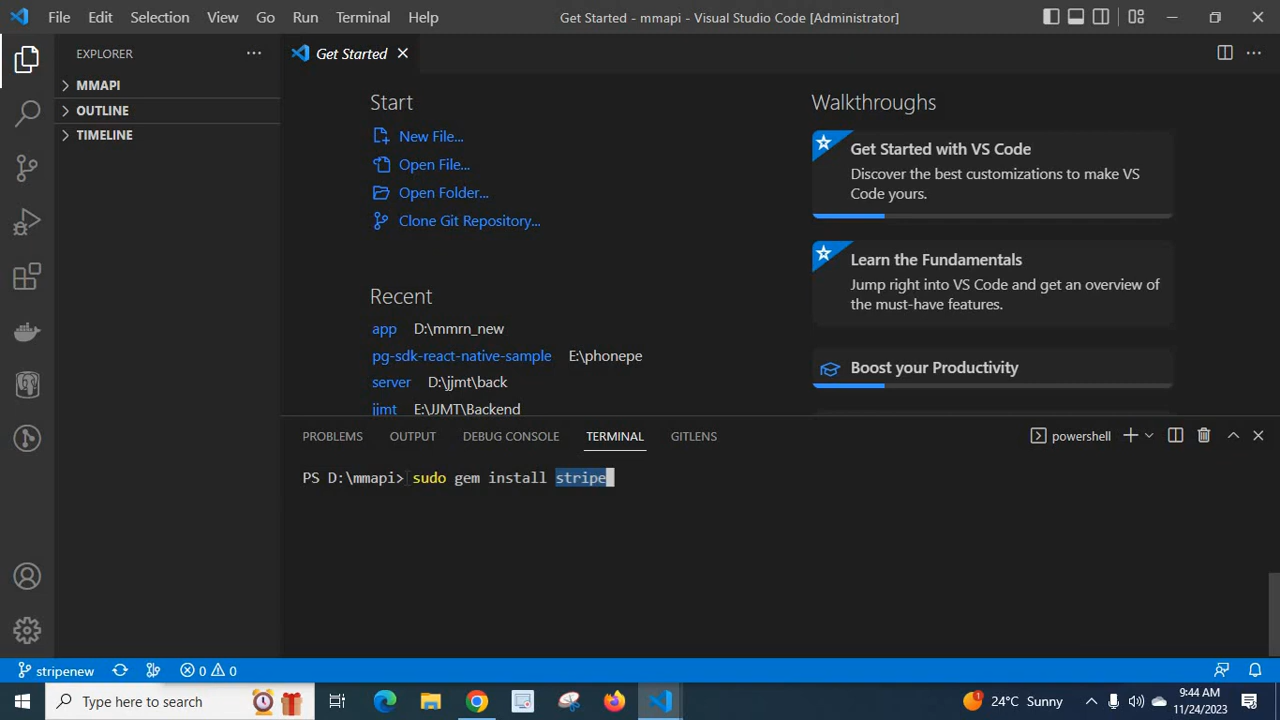 File Edit Selection View Go Run Terminal Help
Get Started - mmapi - Visual Studio Code [Administrator]
EXPLORER
Get Started
MMAPI
OUTLINE
TIMELINE
Start
New File...
Open File...
Open Folder...
Clone Git Repository...
Recent
app D:\mmrn_new
pg-sdk-react-native-sample E:\phonepe
server D:\jjmt\back
jjmt E:\JJMT\Backend
Walkthroughs
Get Started with VS Code
Discover the best customizations to make VS
Code yours.
Learn the Fundamentals
Jump right into VS Code and get an overview of
the must-have features.
Boost your Productivity
PROBLEMS OUTPUT DEBUG CONSOLE TERMINAL GITLENS
powershell
PS D:\mmapi> sudo gem install stripe
stripenew
0 0
Type here to search
24°C Sunny
9:44 AM
11/24/2023